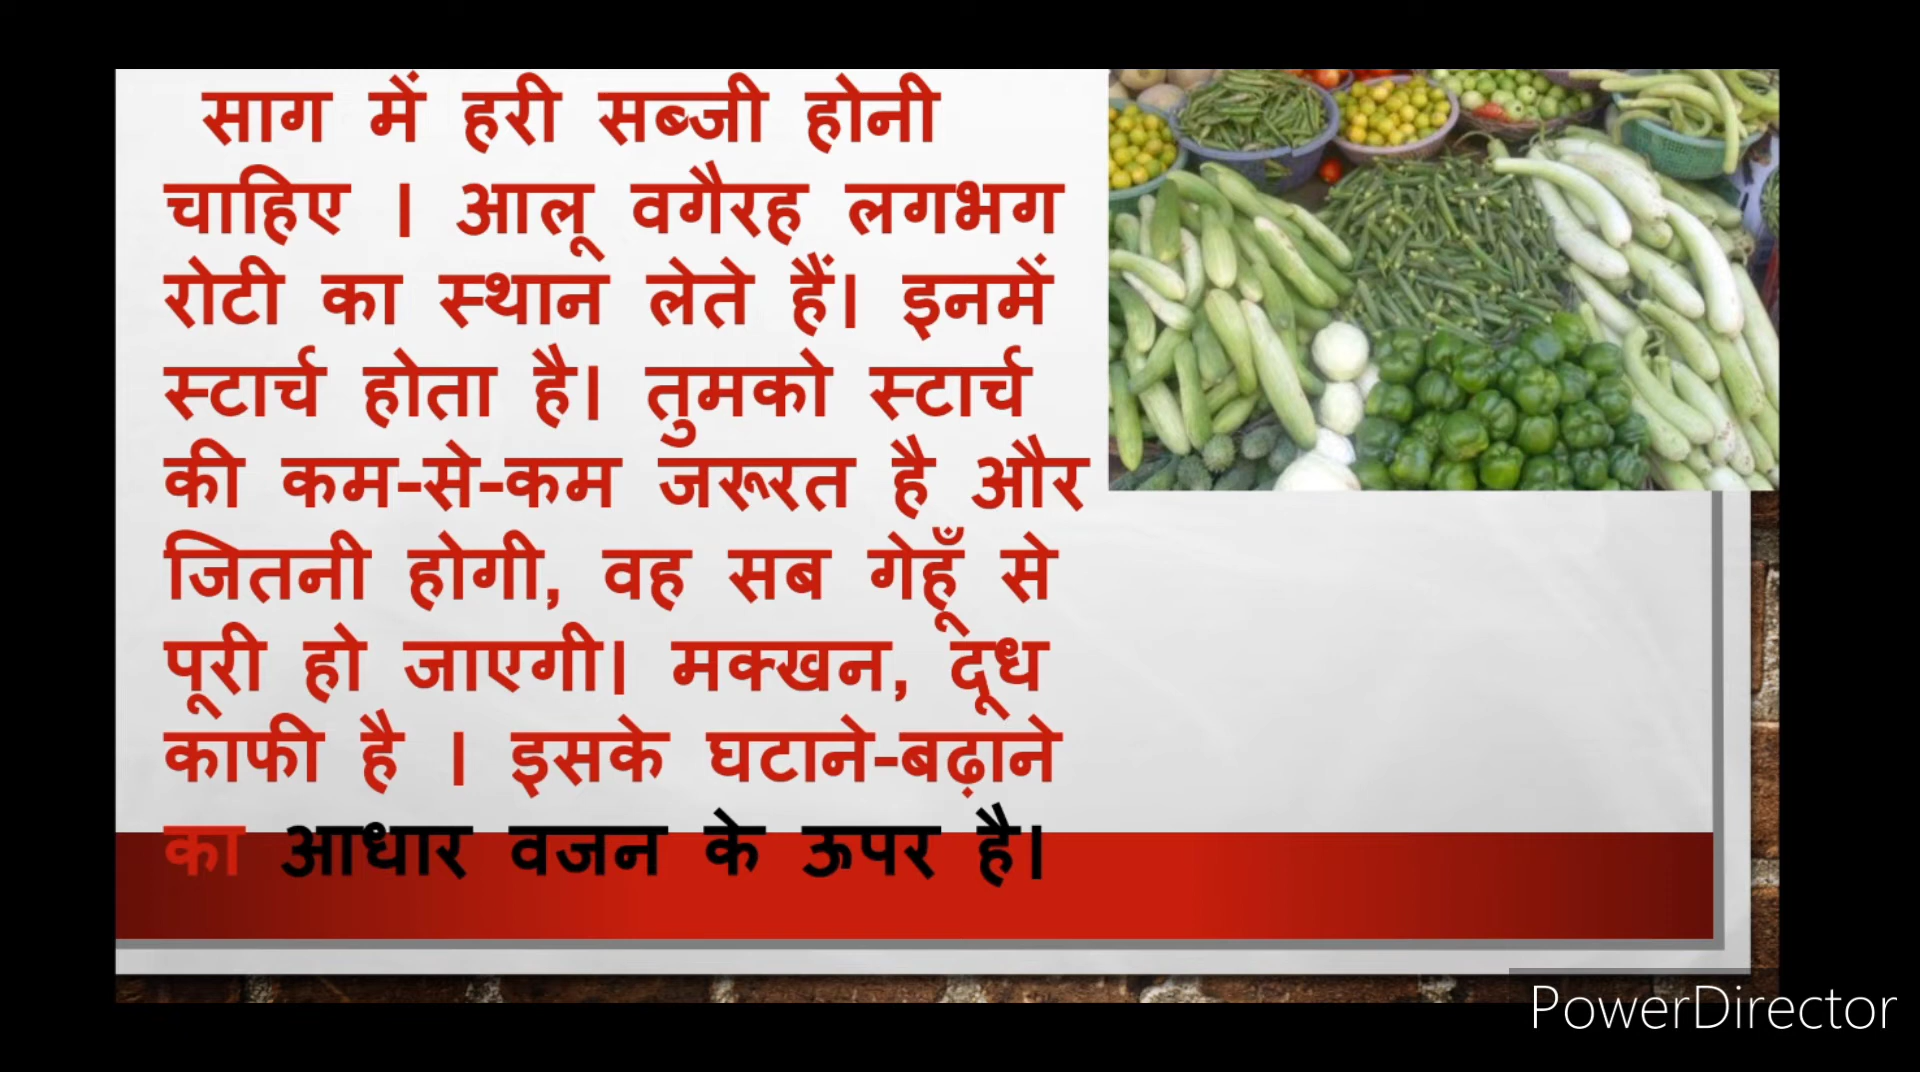 साग में हरी सब्जी होनी
चाहिए । आलू वगैरह लगभग
रोटी का स्थान लेते हैं। इनमें
स्टार्च होता है। तुमको स्टार्च
की कम-से-कम जरूरत है और
जितनी होगी, वह सब गेहूँ से
पूरी हो जाएगी। मक्खन, दूध
काफी है । इसके घटाने-बढ़ाने
का आधार वजन के ऊपर है।
PowerDirector